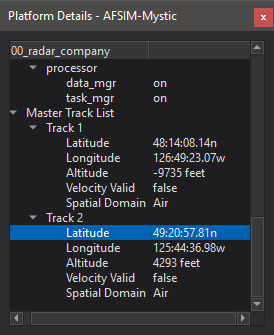 Platform Details - AFSIM-Mystic
x
00_radar_company
processor
data_mgr on
task_mgr on
Master Track List
Track 1
Latitude 48:14:08.14n
Longitude 126:49:23.07w
Altitude -9735 feet
Velocity Valid false
Spatial Domain Air
Track 2
Latitude 49:20:57.81n
Longitude 125:44:36.98w
Altitude 4293 feet
Velocity Valid false
Spatial Domain Air